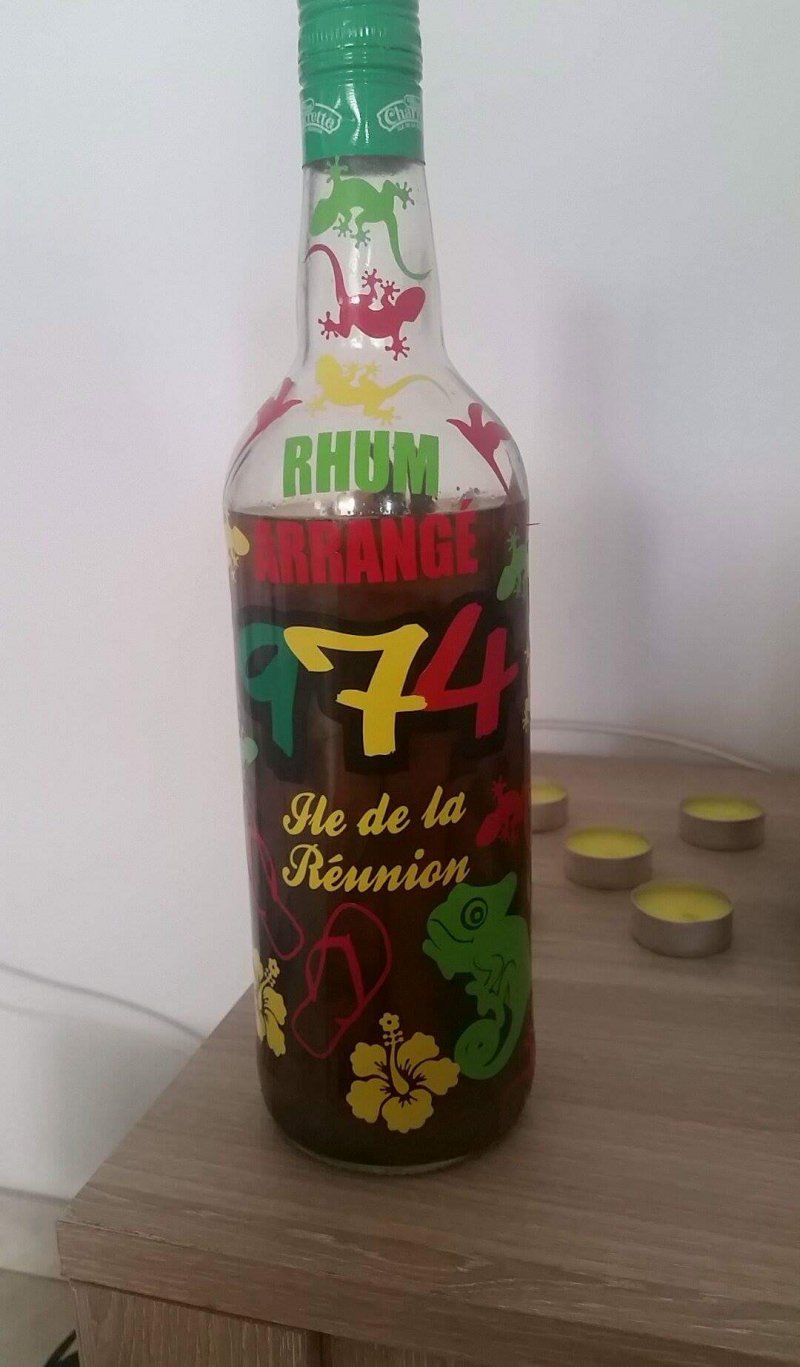 RHUM
ARRANGÉ
974
Ile de la
Réunion